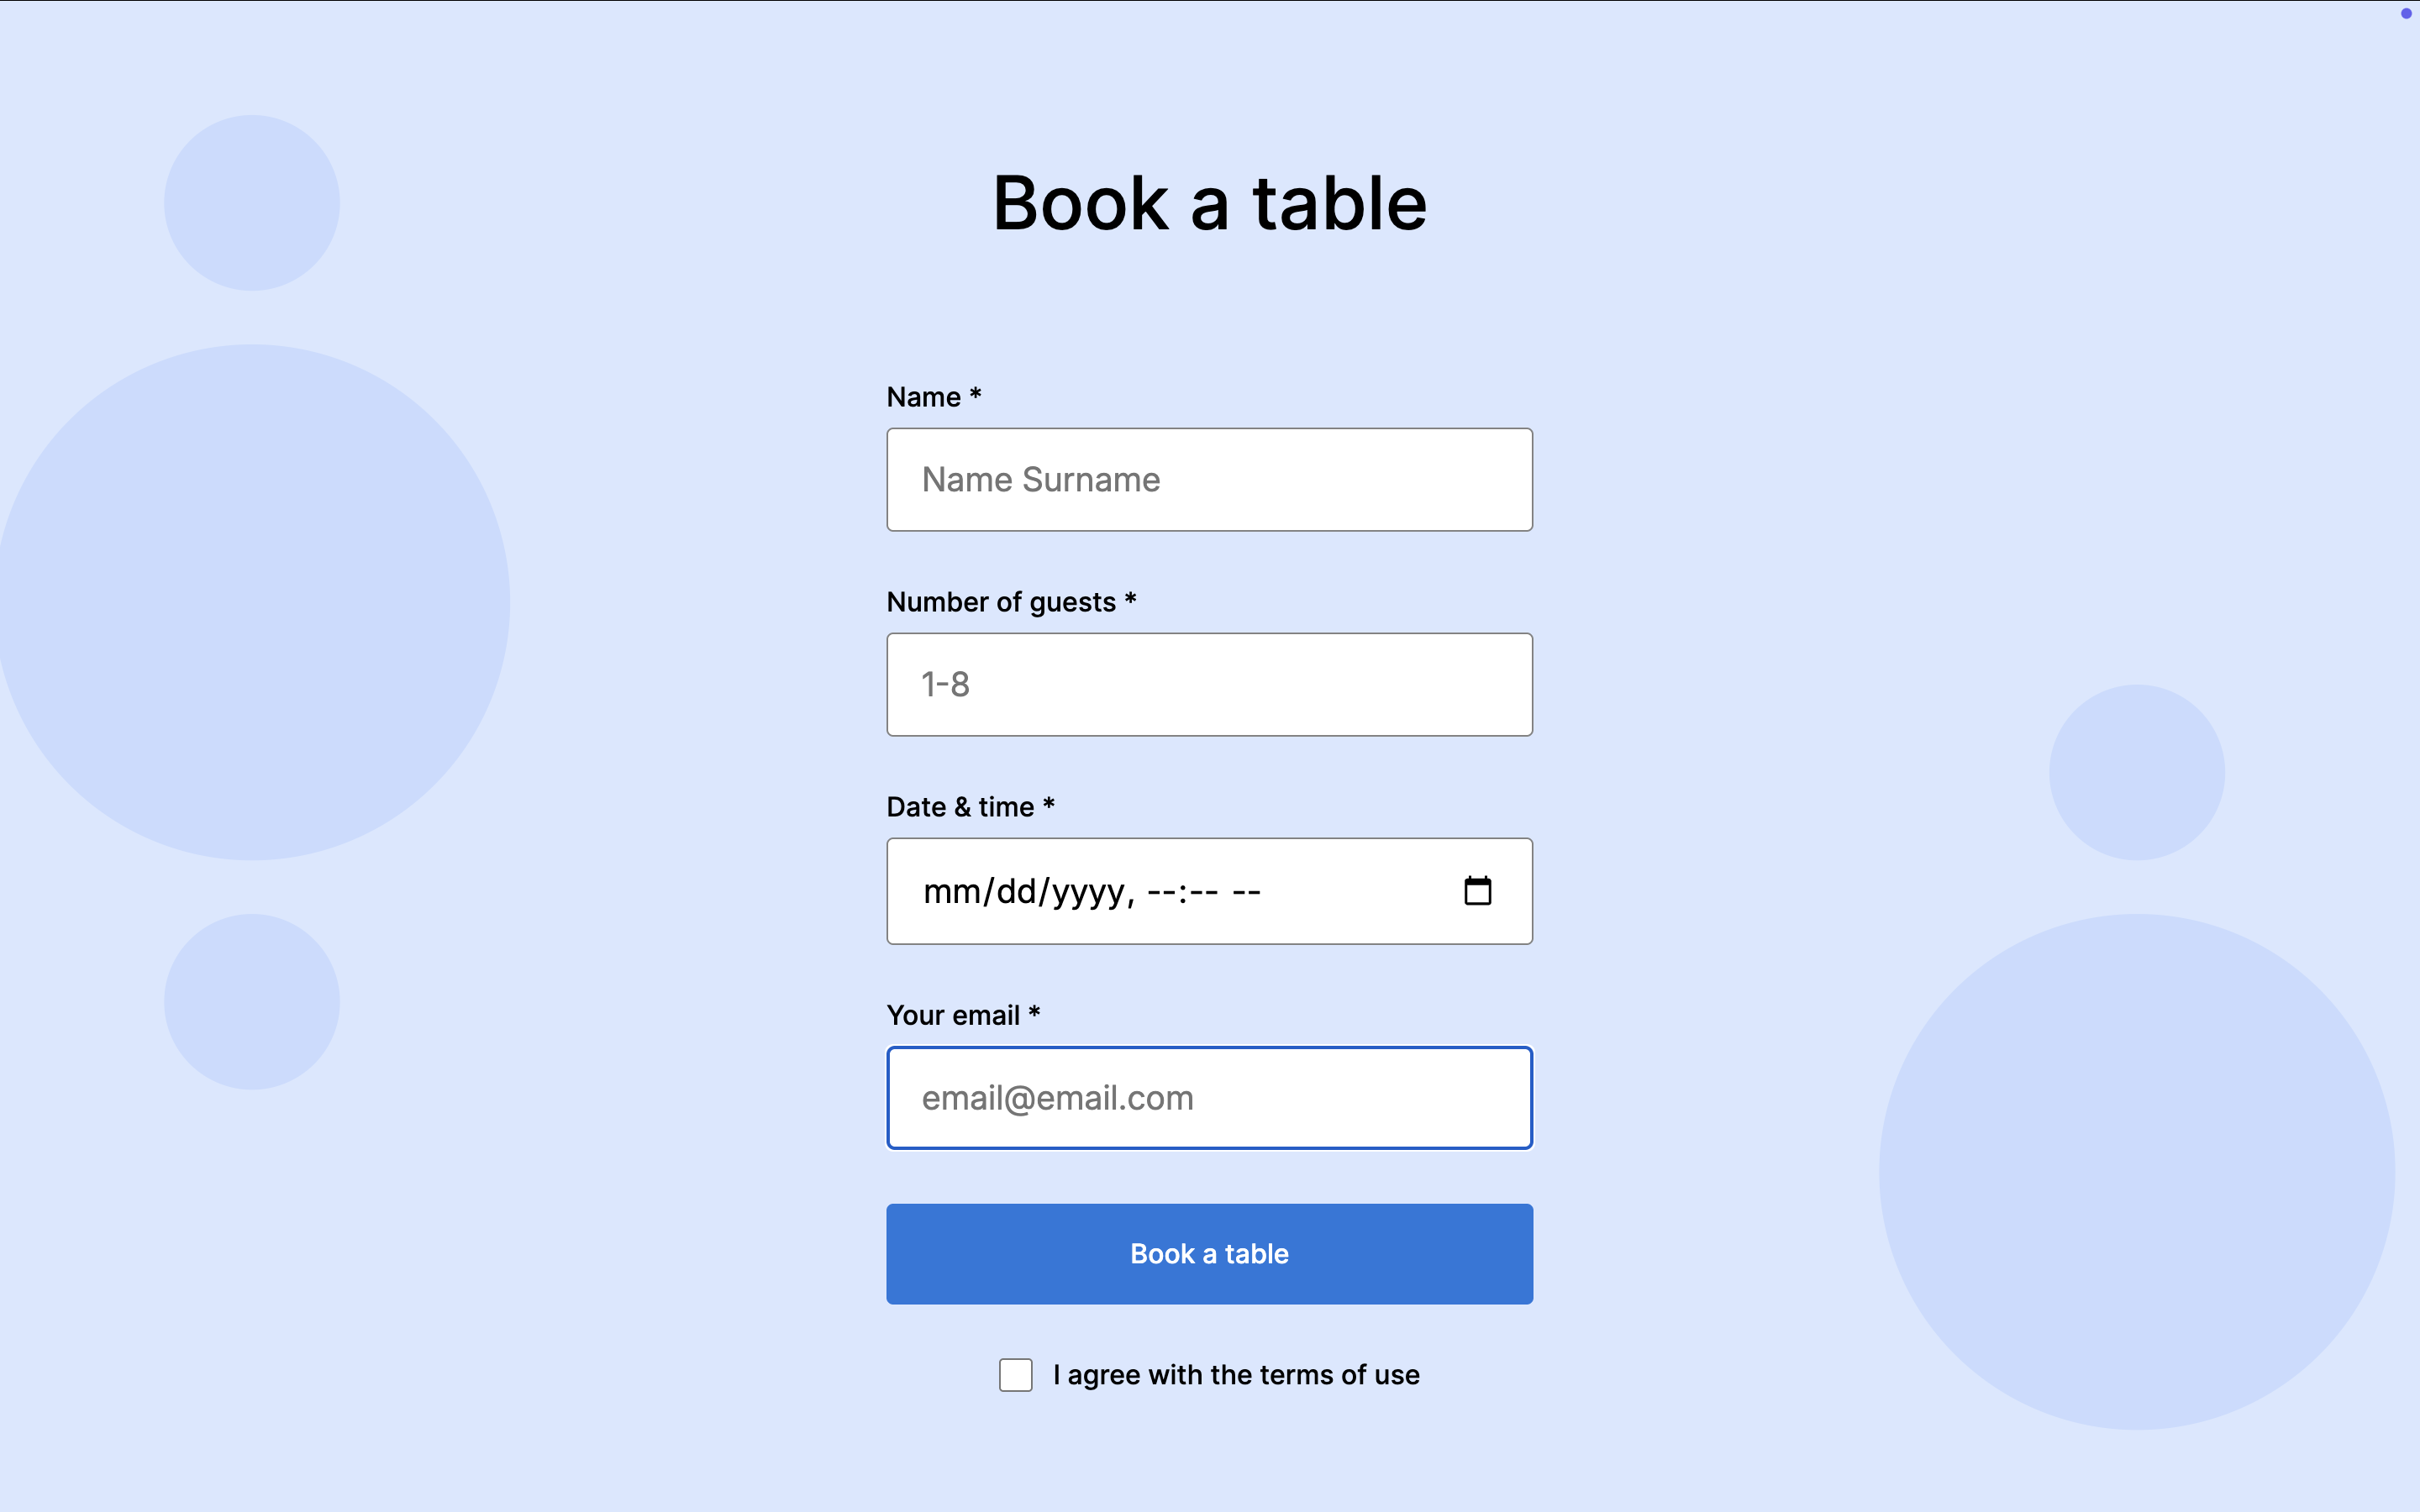 Book a table
Name *
Name Surname
Number of guests *
1-8
Date & time *
mm/dd/yyyy, --:-- --
Your email *
email@email.com
Book a table
I agree with the terms of use